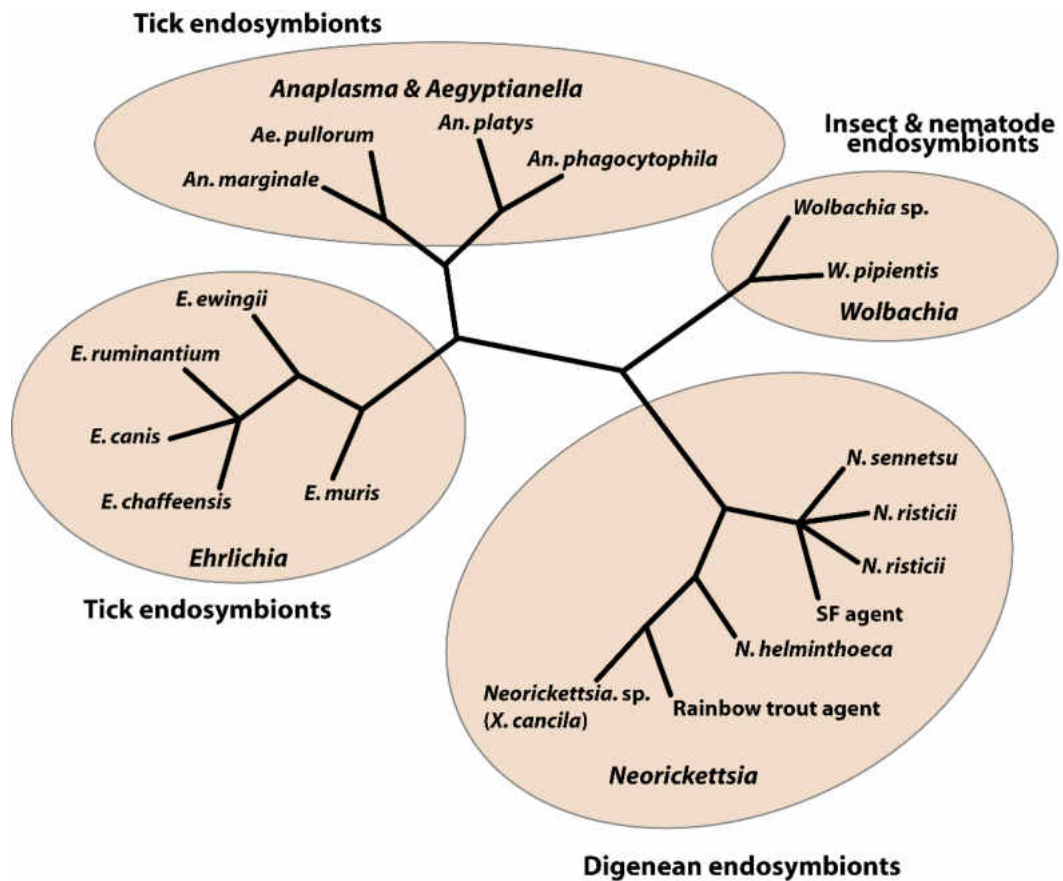 Tick endosymbionts
Anaplasma & Aegyptianella
An. platys
Ae. pullorum
An. phagocytophila
An. marginale
Insect & nematode
endosymbionts
Wolbachia sp.
W. pipientis
Wolbachia
E. ewingii
E. ruminantium
E. canis
E. chaffeensis
E. muris
Ehrlichia
Tick endosymbionts
N. sennetsu
N. risticii
N. risticii
SF agent
N. helminthoeca
Neorickettsia. sp.
(X. cancila)
Rainbow trout agent
Neorickettsia
Digenean endosymbionts